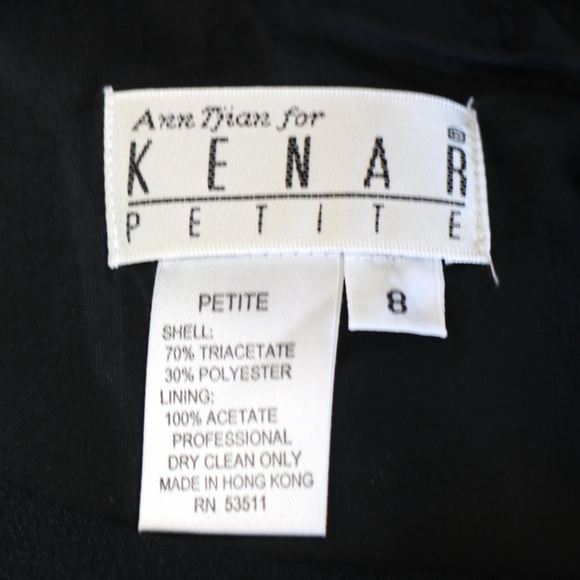 Ann Tjian for
KENAR
PETITE
8
PETITE
SHELL:
70% TRIACETATE
30% POLYESTER
LINING:
100% ACETATE
PROFESSIONAL
DRY CLEAN ONLY
MADE IN HONG KONG
RN 53511